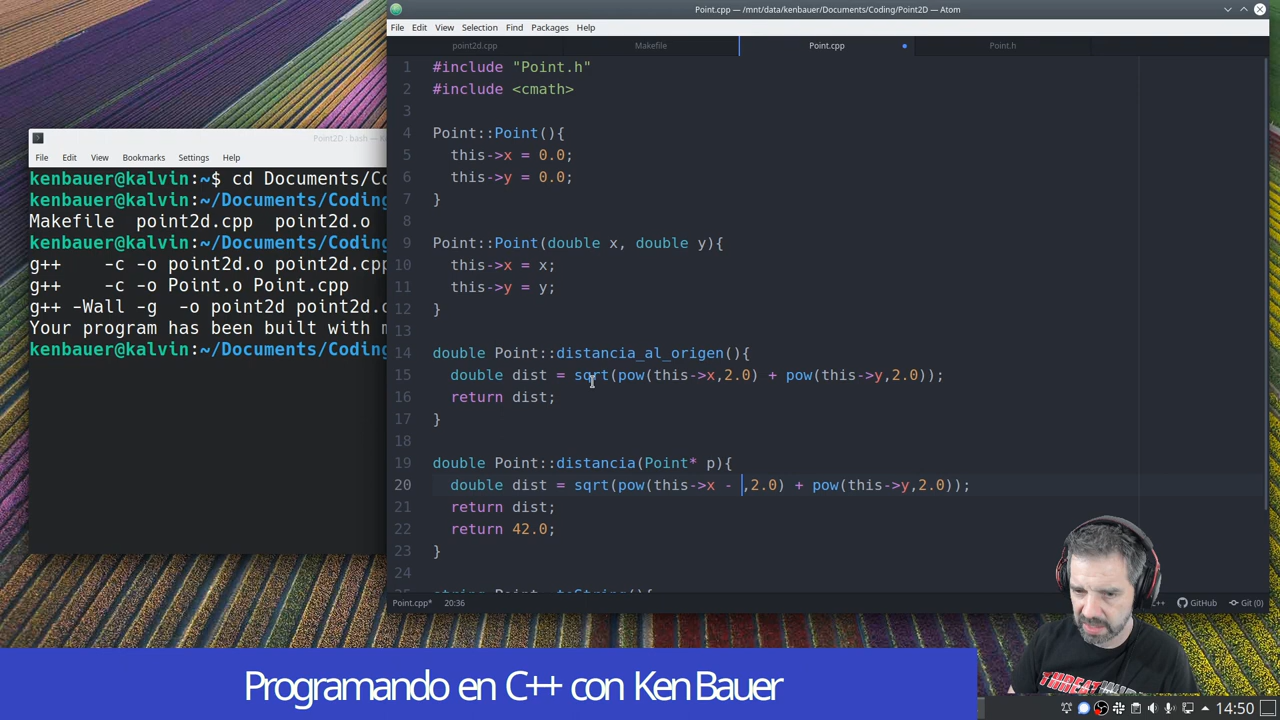 Point.cpp — /mnt/data/kenbauer/Documents/Coding/Point2D — Atom
File Edit View Selection Find Packages Help
point2d.cpp Makefile Point.cpp Point.h
1 #include "Point.h"
2 #include <cmath>
3
4 Point::Point(){
5 this->x = 0.0;
6 this->y = 0.0;
7 }
8
9 Point::Point(double x, double y){
10 this->x = x;
11 this->y = y;
12 }
13
14 double Point::distancia_al_origen(){
15 double dist = sqrt(pow(this->x,2.0) + pow(this->y,2.0));
16 return dist;
17 }
18
19 double Point::distancia(Point* p){
20 double dist = sqrt(pow(this->x - ,2.0) + pow(this->y,2.0));
21 return dist;
22 return 42.0;
23 }
24
Point.cpp* 20:36 GitHub Git (0)
Point2D : bash —
File Edit View Bookmarks Settings Help
kenbauer@kalvin:~$ cd Documents/Co
kenbauer@kalvin:~/Documents/Coding
Makefile point2d.cpp point2d.o
kenbauer@kalvin:~/Documents/Coding
g++ -c -o point2d.o point2d.cpp
g++ -c -o Point.o Point.cpp
g++ -Wall -g -o point2d point2d.o
Your program has been built with m
kenbauer@kalvin:~/Documents/Coding
Programando en C++ con Ken Bauer
14:50